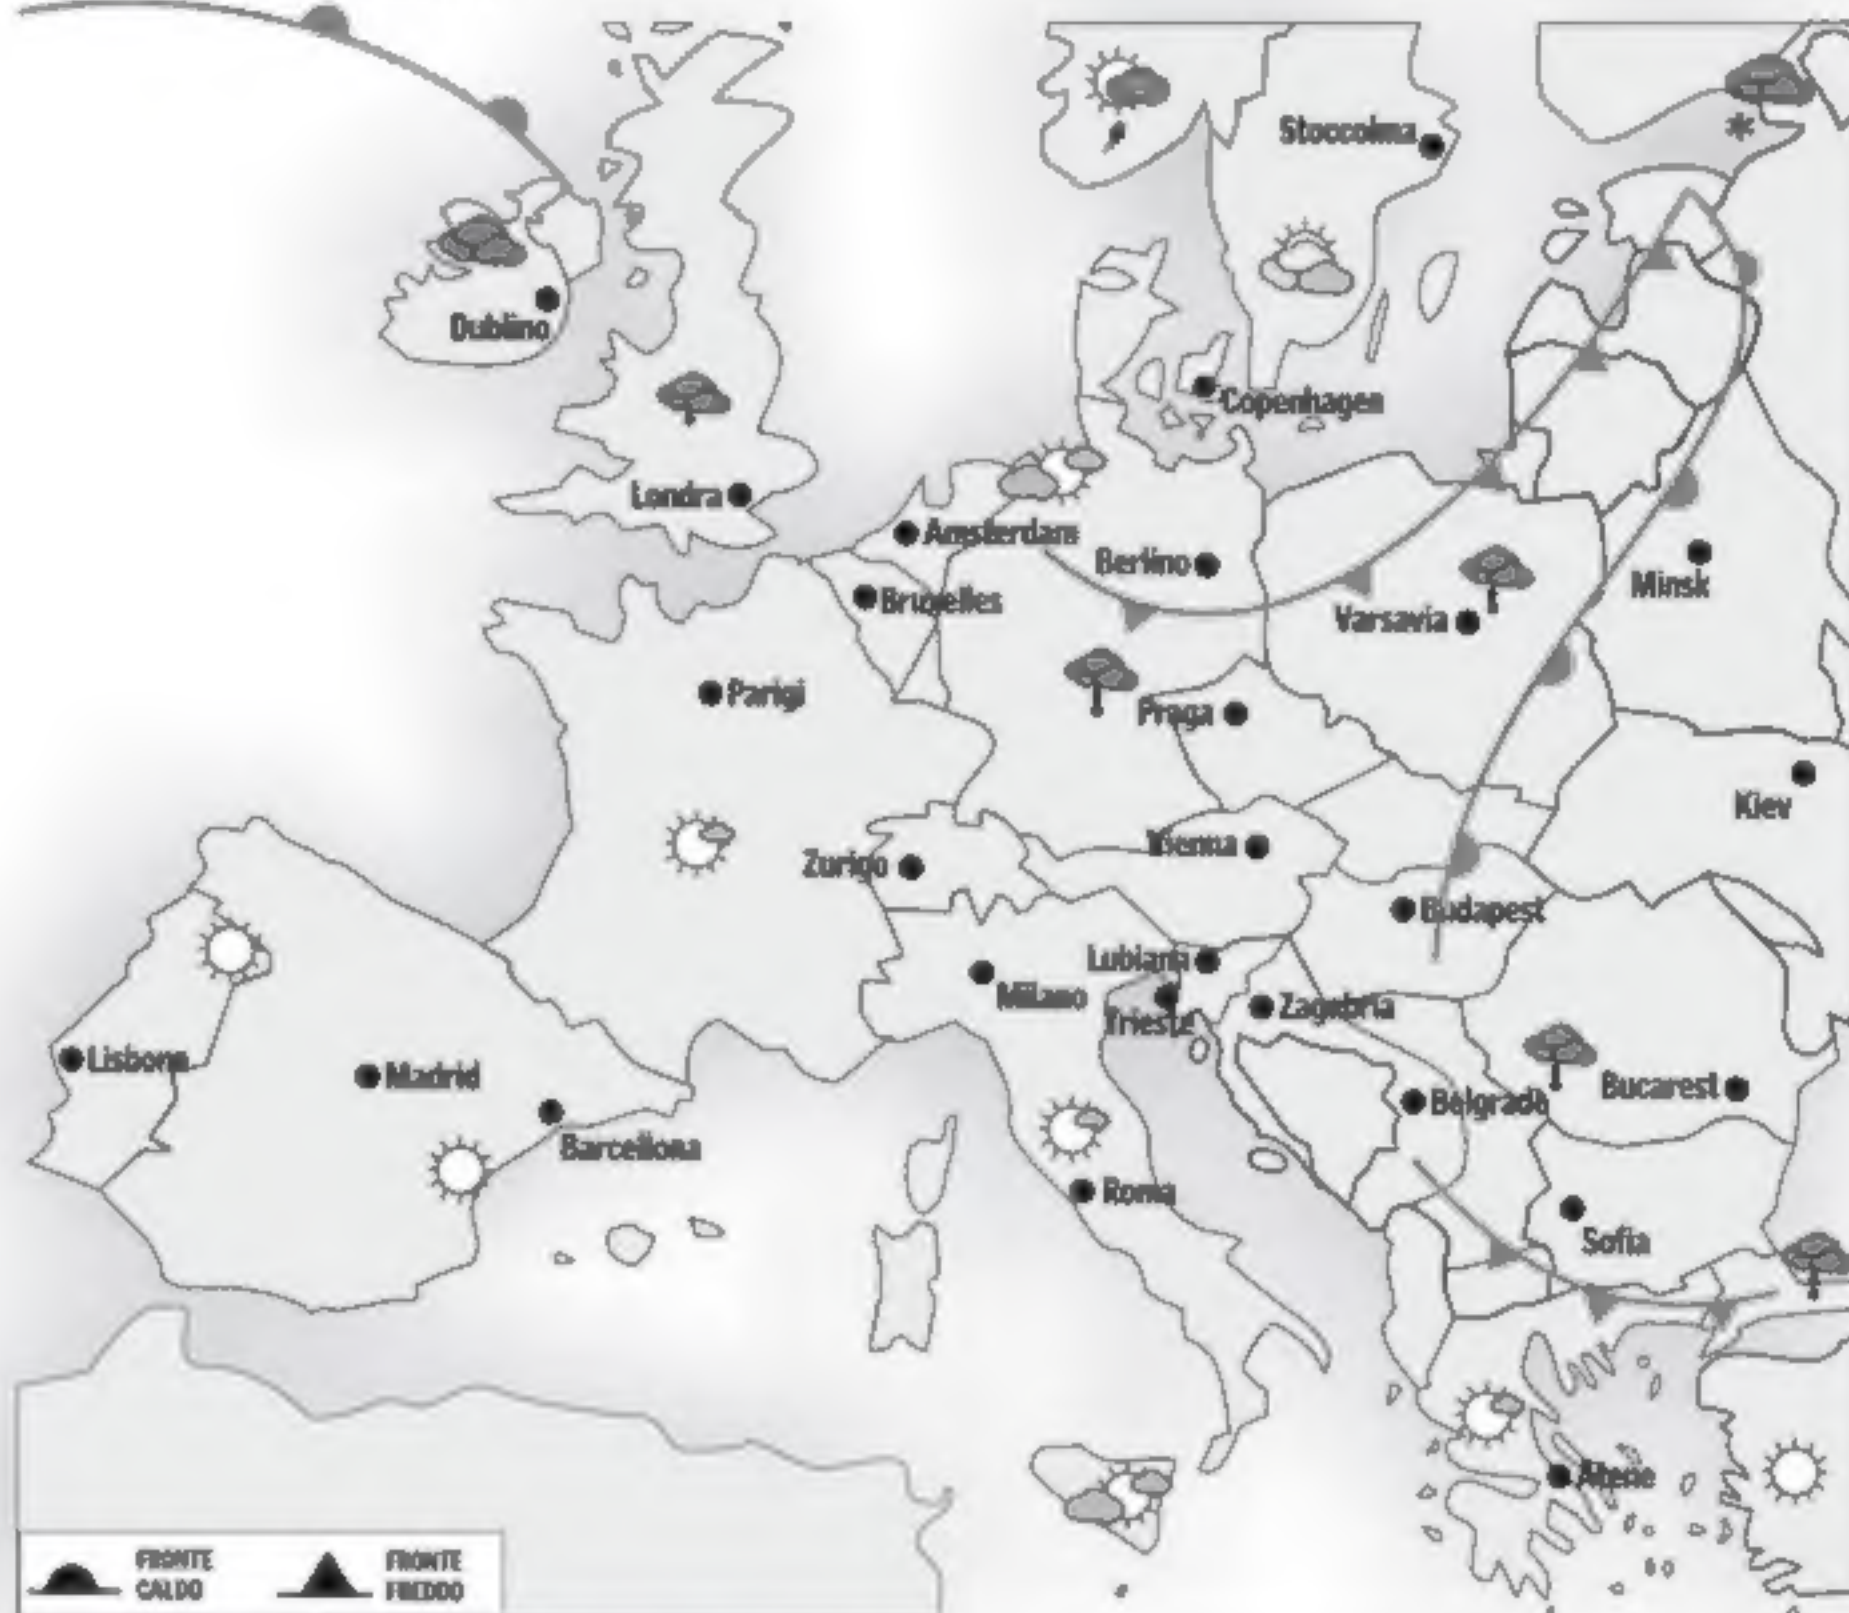 Stoccolma
Dublino
Copenhagen
Londra
Amsterdam
Berlino
Bruxelles
Minsk
Varsavia
Parigi
Praga
Kiev
Vienna
Zurigo
Budapest
Lubiana
Milano
Zagabria
Trieste
Lisbona
Madrid
Bucarest
Belgrado
Barcellona
Roma
Sofia
Atene
FRONTE
CALDO
FRONTE
FREDDO